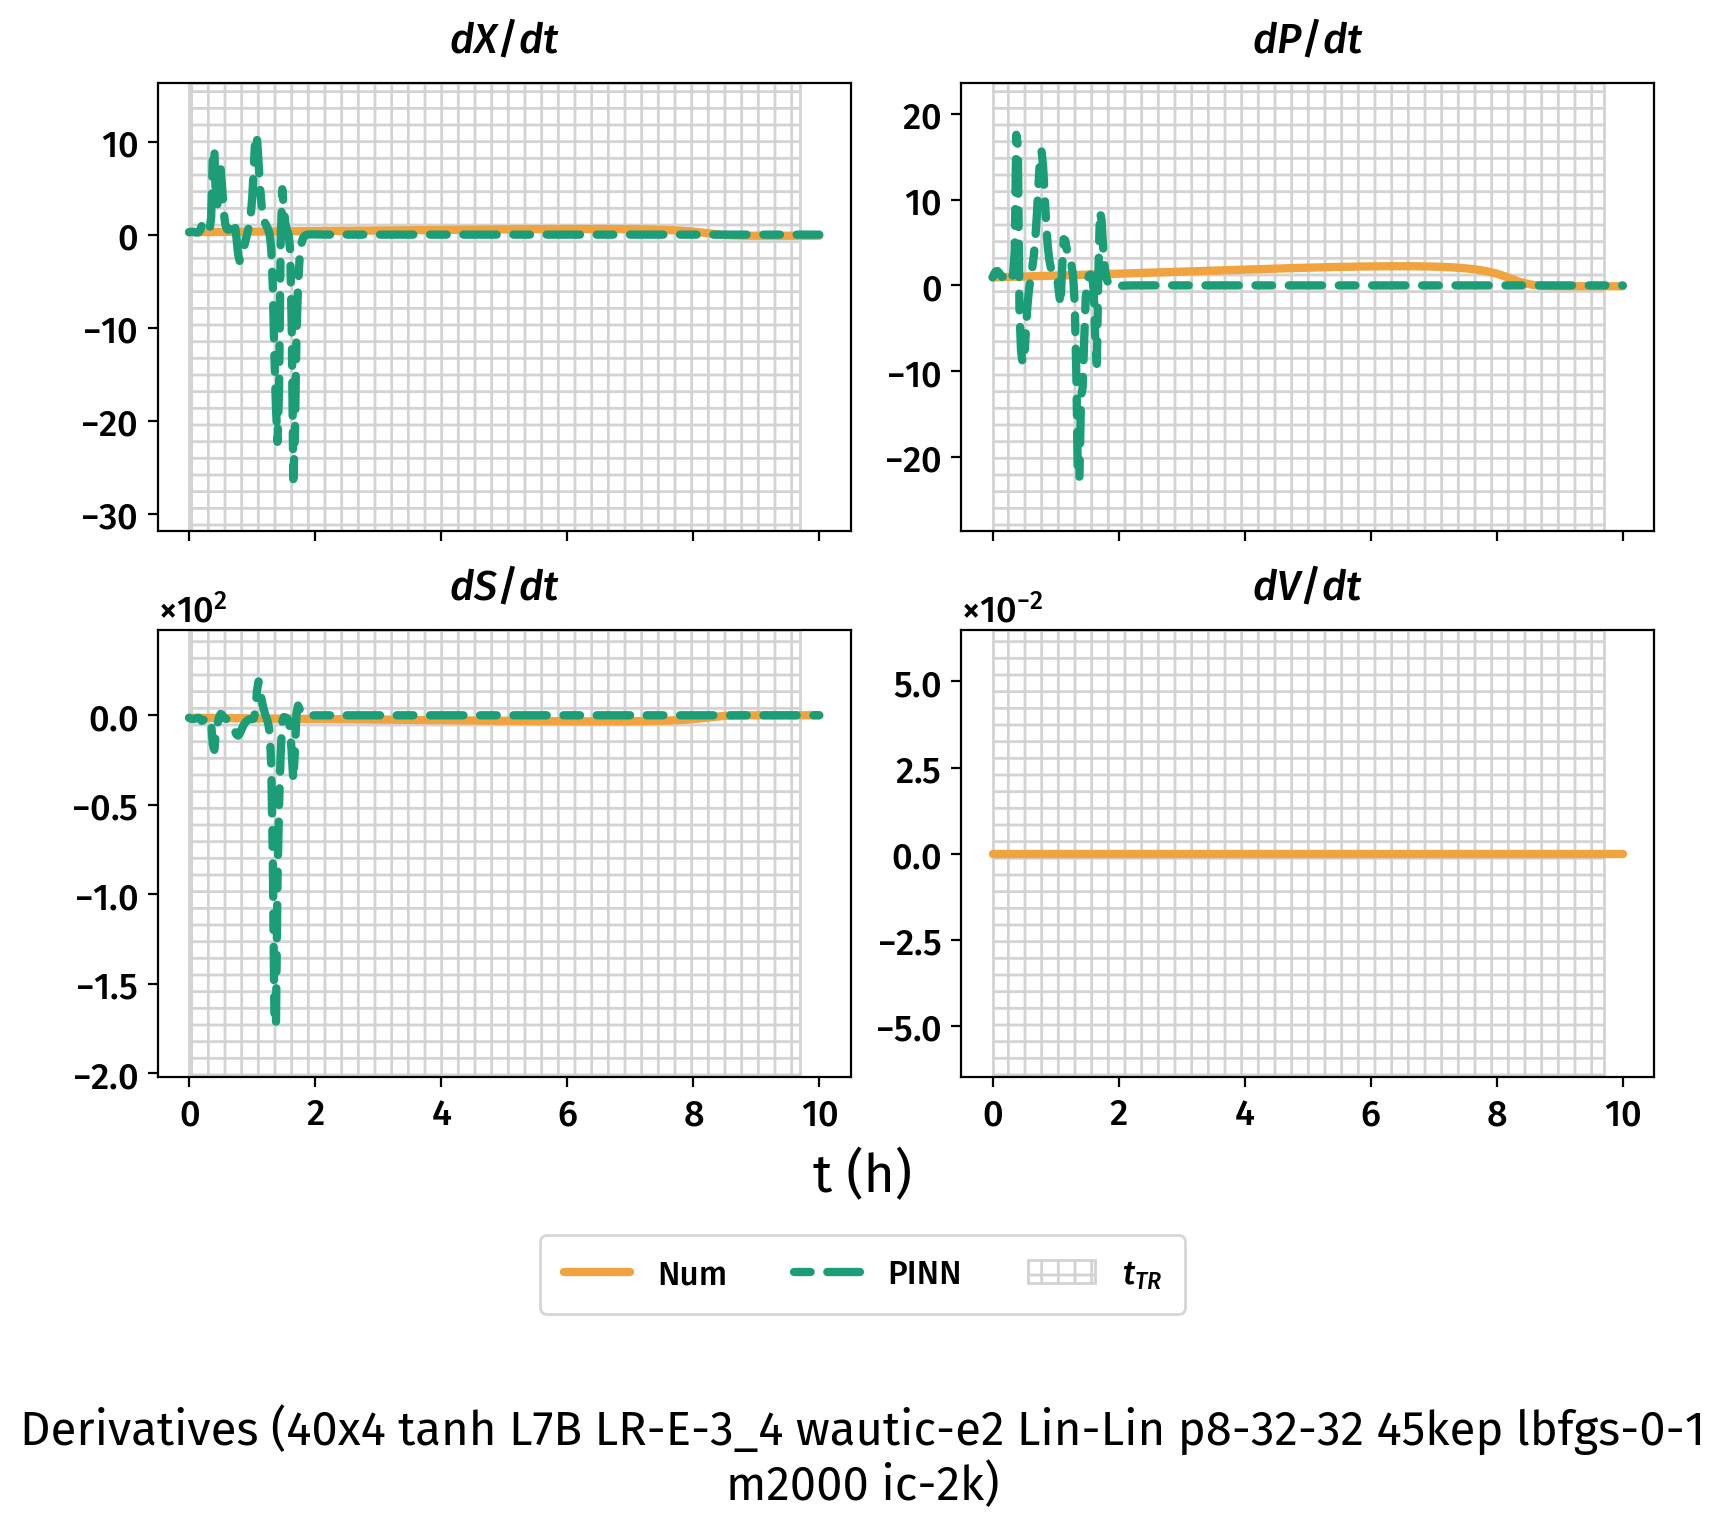 dX/dt
dP/dt
10
0
−10
−20
−30
20
10
0
−10
−20
dS/dt
dV/dt
×10²
×10⁻²
0.0
−0.5
−1.0
−1.5
−2.0
5.0
2.5
0.0
−2.5
−5.0
0 2 4 6 8 10
0 2 4 6 8 10
t (h)
Num PINN t_TR
Derivatives (40x4 tanh L7B LR-E-3_4 wautic-e2 Lin-Lin p8-32-32 45kep lbfgs-0-1
m2000 ic-2k)